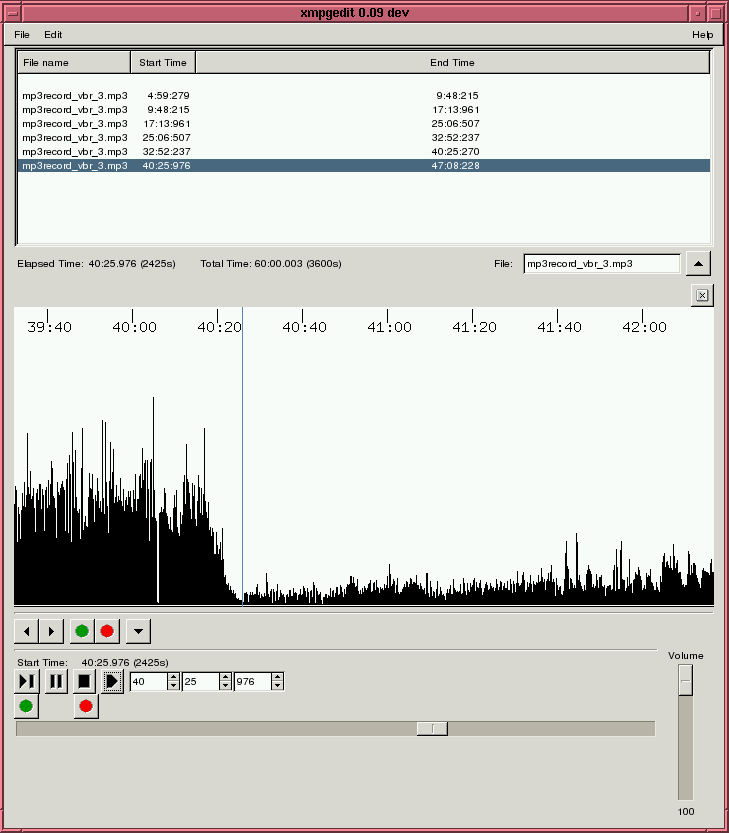 xmpgedit 0.09 dev
File Edit Help
File name Start Time End Time
mp3record_vbr_3.mp3 4:59:279 9:48:215
mp3record_vbr_3.mp3 9:48:215 17:13:961
mp3record_vbr_3.mp3 17:13:961 25:06:507
mp3record_vbr_3.mp3 25:06:507 32:52:237
mp3record_vbr_3.mp3 32:52:237 40:25:270
mp3record_vbr_3.mp3 40:25:976 47:08:228
Elapsed Time: 40:25.976 (2425s) Total Time: 60:00.003 (3600s) File: mp3record_vbr_3.mp3
39:40 40:00 40:20 40:40 41:00 41:20 41:40 42:00
Start Time: 40:25.976 (2425s) Volume
40 25 976
100